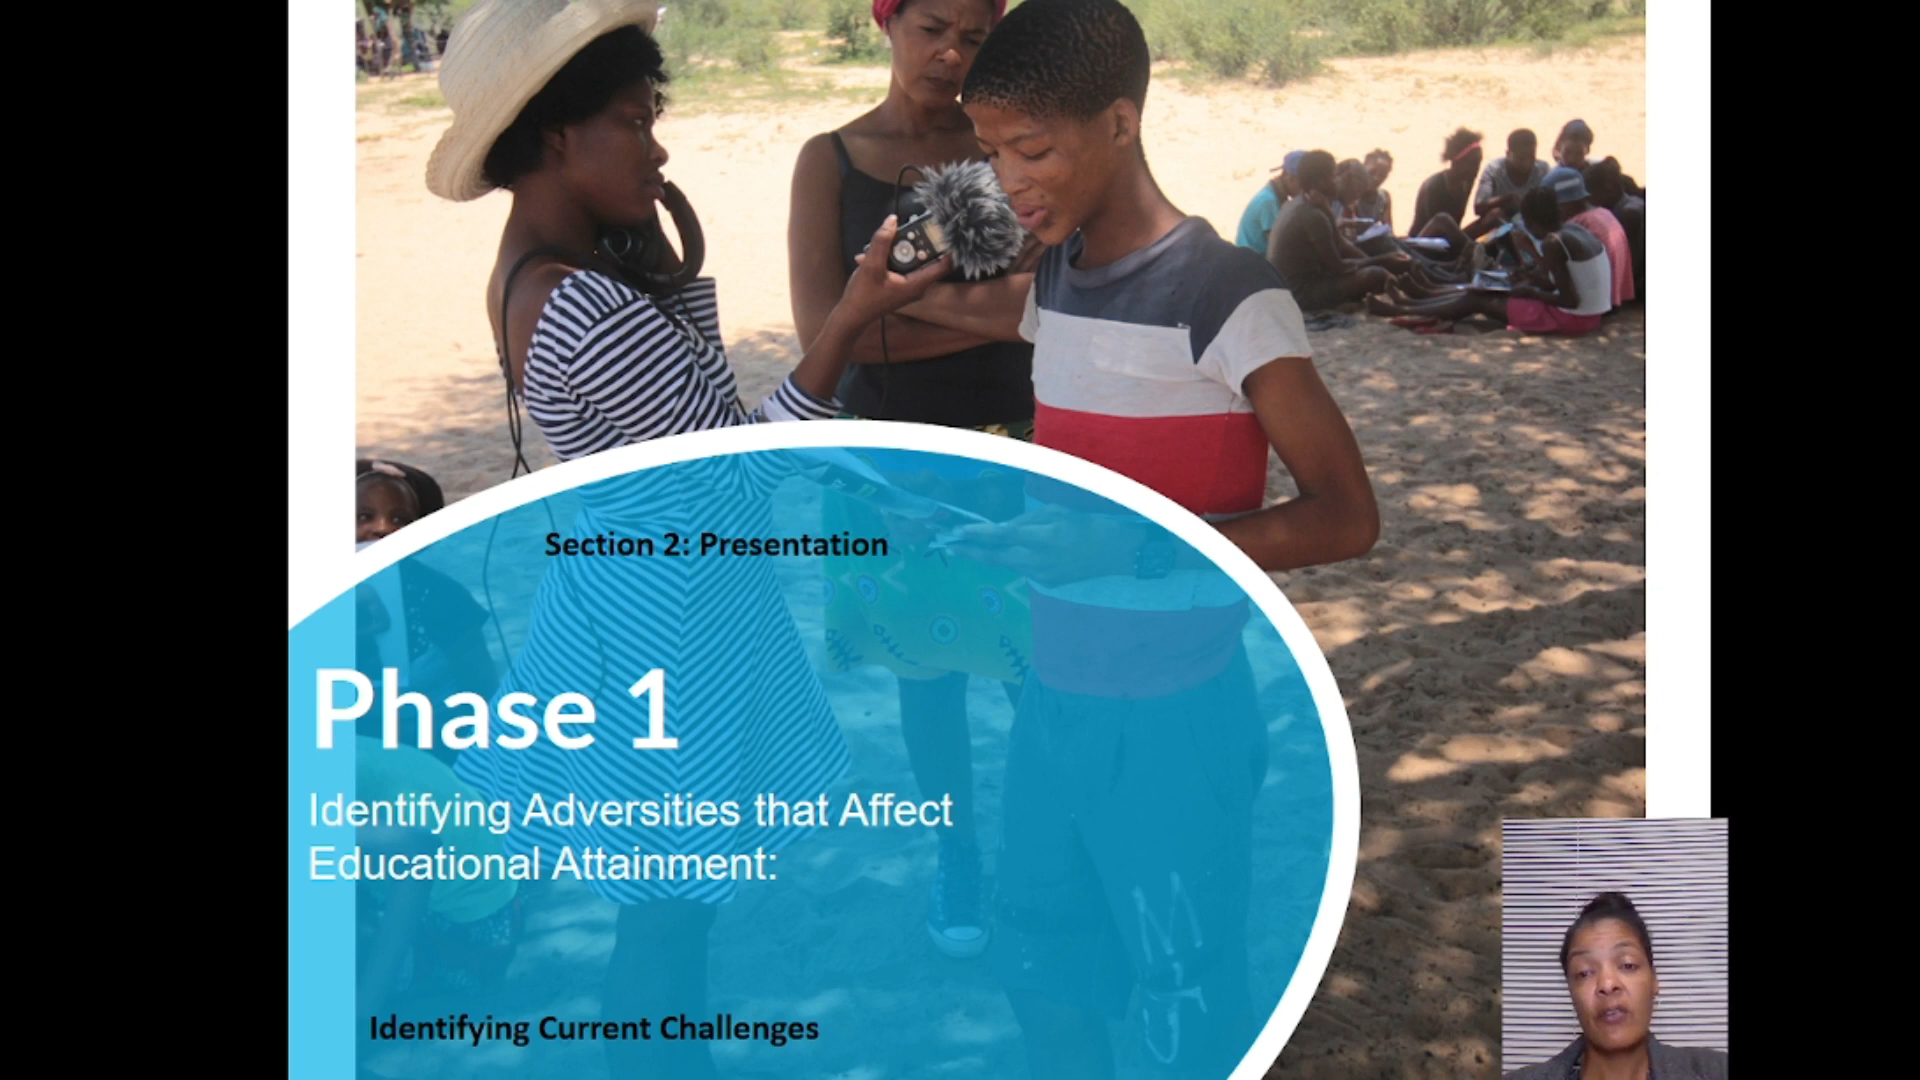 Section 2: Presentation
Phase 1
Identifying Adversities that Affect
Educational Attainment:
Identifying Current Challenges